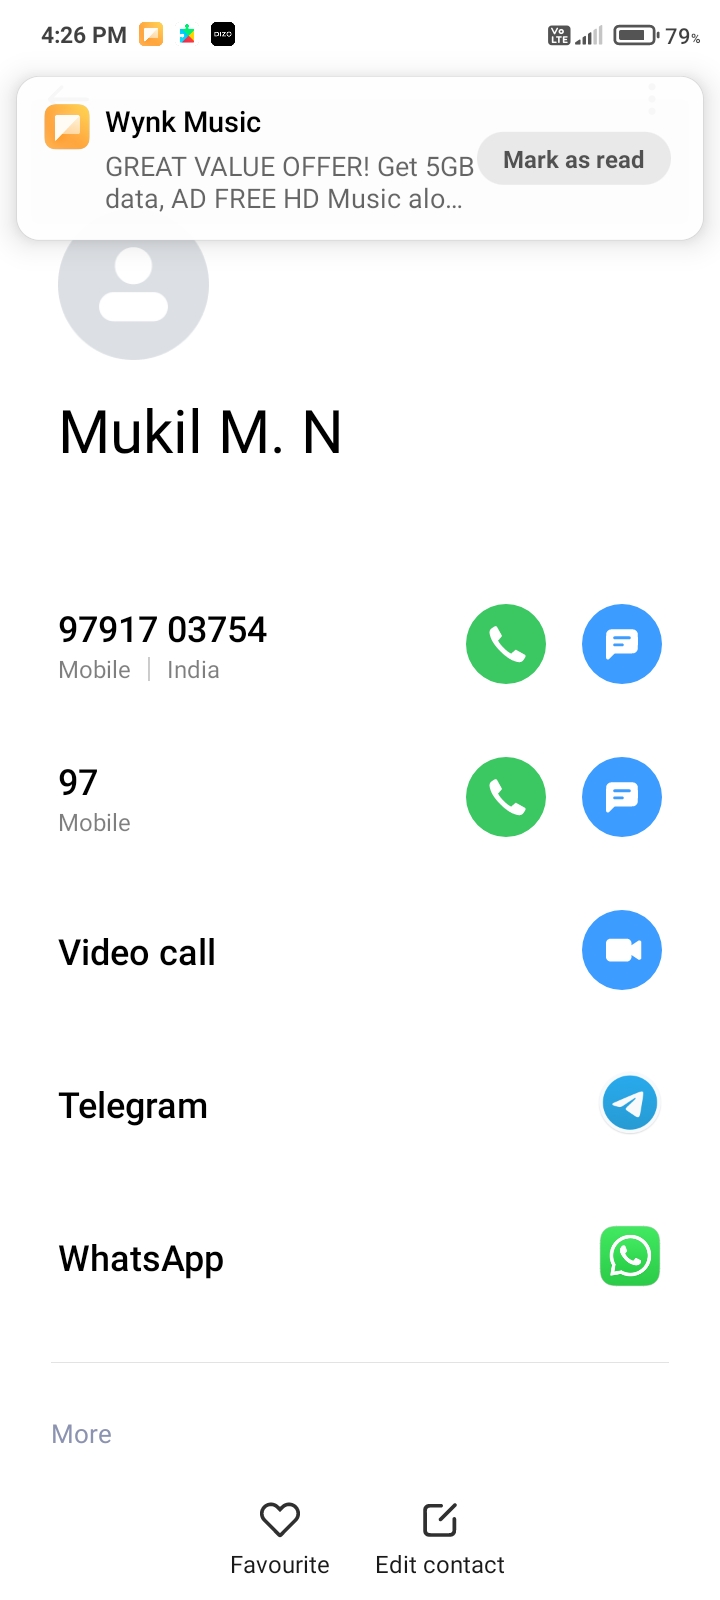 4:26 PM
DIZO
Vo LTE
79%
Wynk Music
GREAT VALUE OFFER! Get 5GB
data, AD FREE HD Music alo...
Mark as read
Mukil M. N
97917 03754
Mobile | India
97
Mobile
Video call
Telegram
WhatsApp
More
Favourite
Edit contact